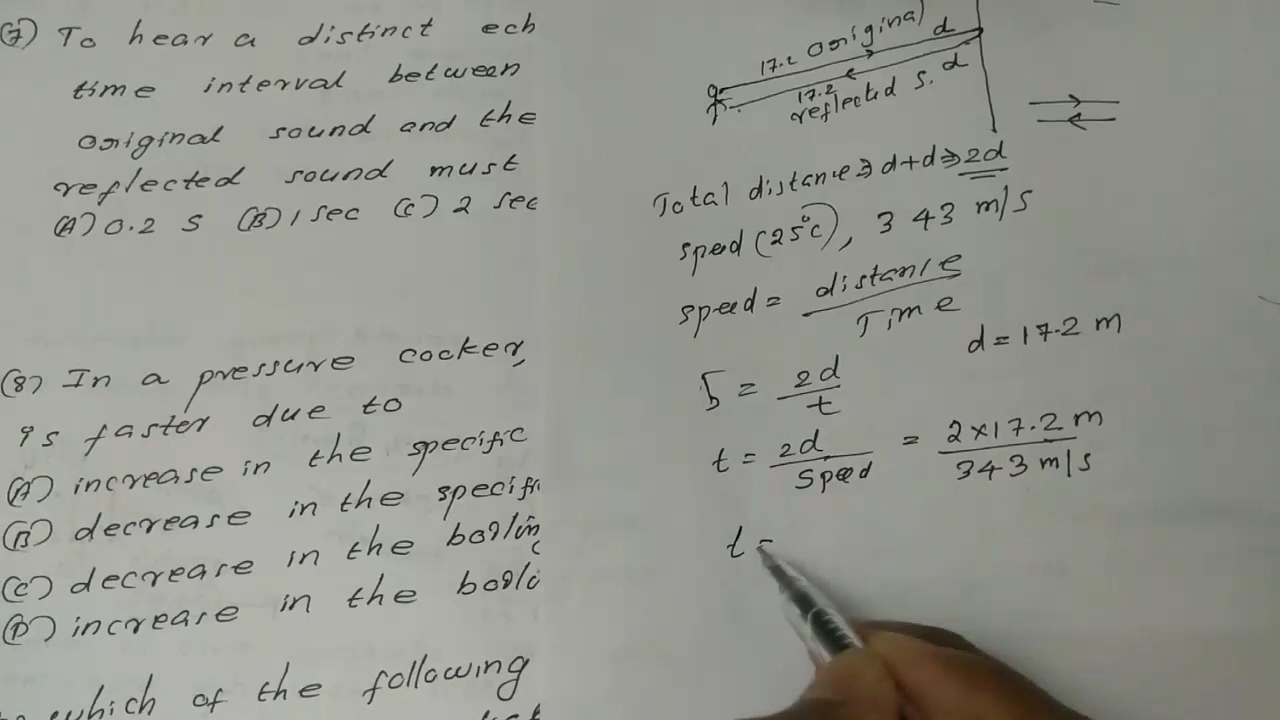 (7) To hear a distinct ech
time interval between
original sound and the
reflected sound must
(A) 0.2 s (B) 1 sec (C) 2 sec
(8) In a pressure cocker,
is faster due to
(A) increase in the specific
(B) decrease in the specifi
(C) decrease in the boilin
(D) increase in the boili
which of the following
17.2 original d
17.2 d
reflected s.
Total distance ⇒ d+d ⇒ 2d
speed (25°C), 343 m/s
speed = distance
Time
d = 17.2 m
S = 2d
t
t = 2d = 2×17.2 m
Speed 343 m/s
t =